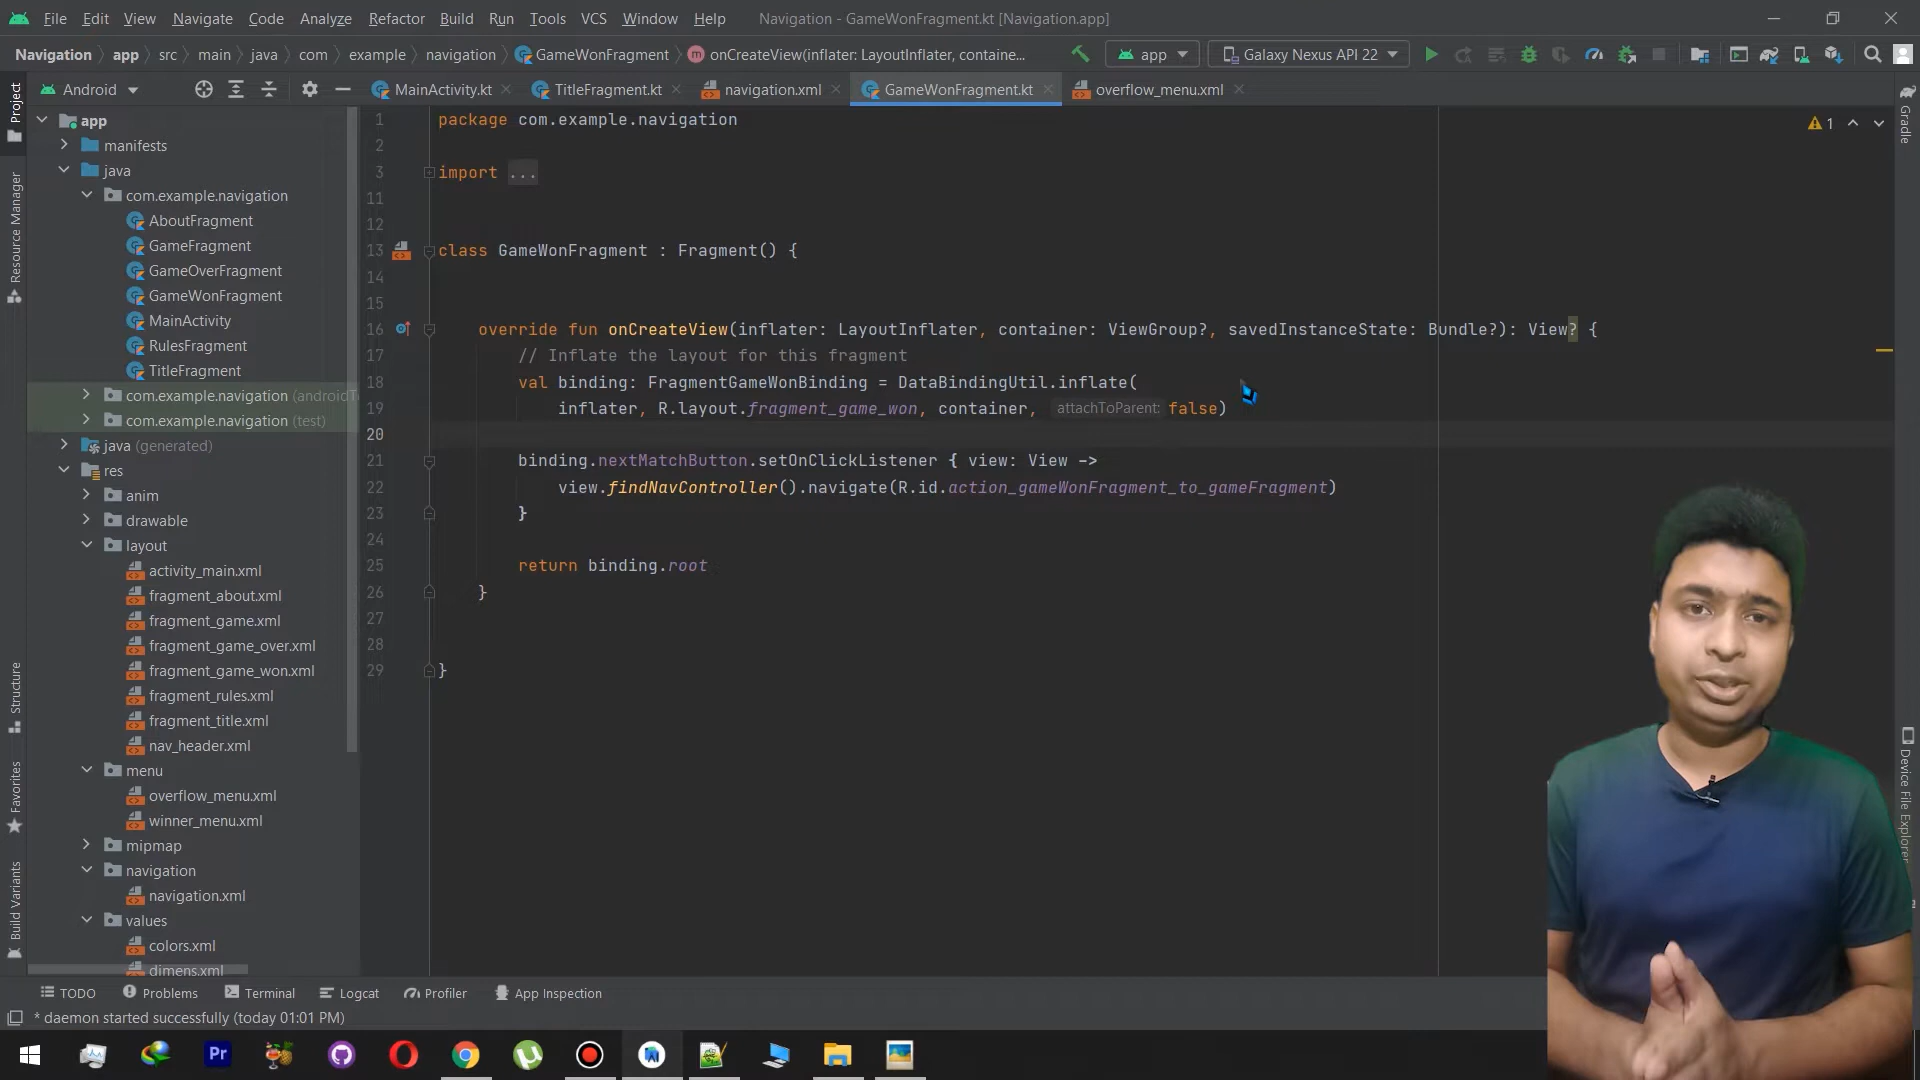 File Edit View Navigate Code Analyze Refactor Build Run Tools VCS Window Help Navigation - GameWonFragment.kt [Navigation.app]
Navigation app src main java com example navigation GameWonFragment onCreateView(inflater: LayoutInflater, containe... app Galaxy Nexus API 22
Android MainActivity.kt TitleFragment.kt navigation.xml GameWonFragment.kt overflow_menu.xml
Project
Resource Manager
Structure
Favorites
Build Variants
Gradle
Device File Explorer
app
manifests
java
com.example.navigation
AboutFragment
GameFragment
GameOverFragment
GameWonFragment
MainActivity
RulesFragment
TitleFragment
com.example.navigation (androidT
com.example.navigation (test)
java (generated)
res
anim
drawable
layout
activity_main.xml
fragment_about.xml
fragment_game.xml
fragment_game_over.xml
fragment_game_won.xml
fragment_rules.xml
fragment_title.xml
nav_header.xml
menu
overflow_menu.xml
winner_menu.xml
mipmap
navigation
navigation.xml
values
colors.xml
dimens.xml
1 package com.example.navigation
2
3 import ...
11
12
13 class GameWonFragment : Fragment() {
14
15
16 override fun onCreateView(inflater: LayoutInflater, container: ViewGroup?, savedInstanceState: Bundle?): View? {
17 // Inflate the layout for this fragment
18 val binding: FragmentGameWonBinding = DataBindingUtil.inflate(
19 inflater, R.layout.fragment_game_won, container, attachToParent: false)
20
21 binding.nextMatchButton.setOnClickListener { view: View ->
22 view.findNavController().navigate(R.id.action_gameWonFragment_to_gameFragment)
23 }
24
25 return binding.root
26 }
27
28
29 }
1
TODO Problems Terminal Logcat Profiler App Inspection
* daemon started successfully (today 01:01 PM)
Pr